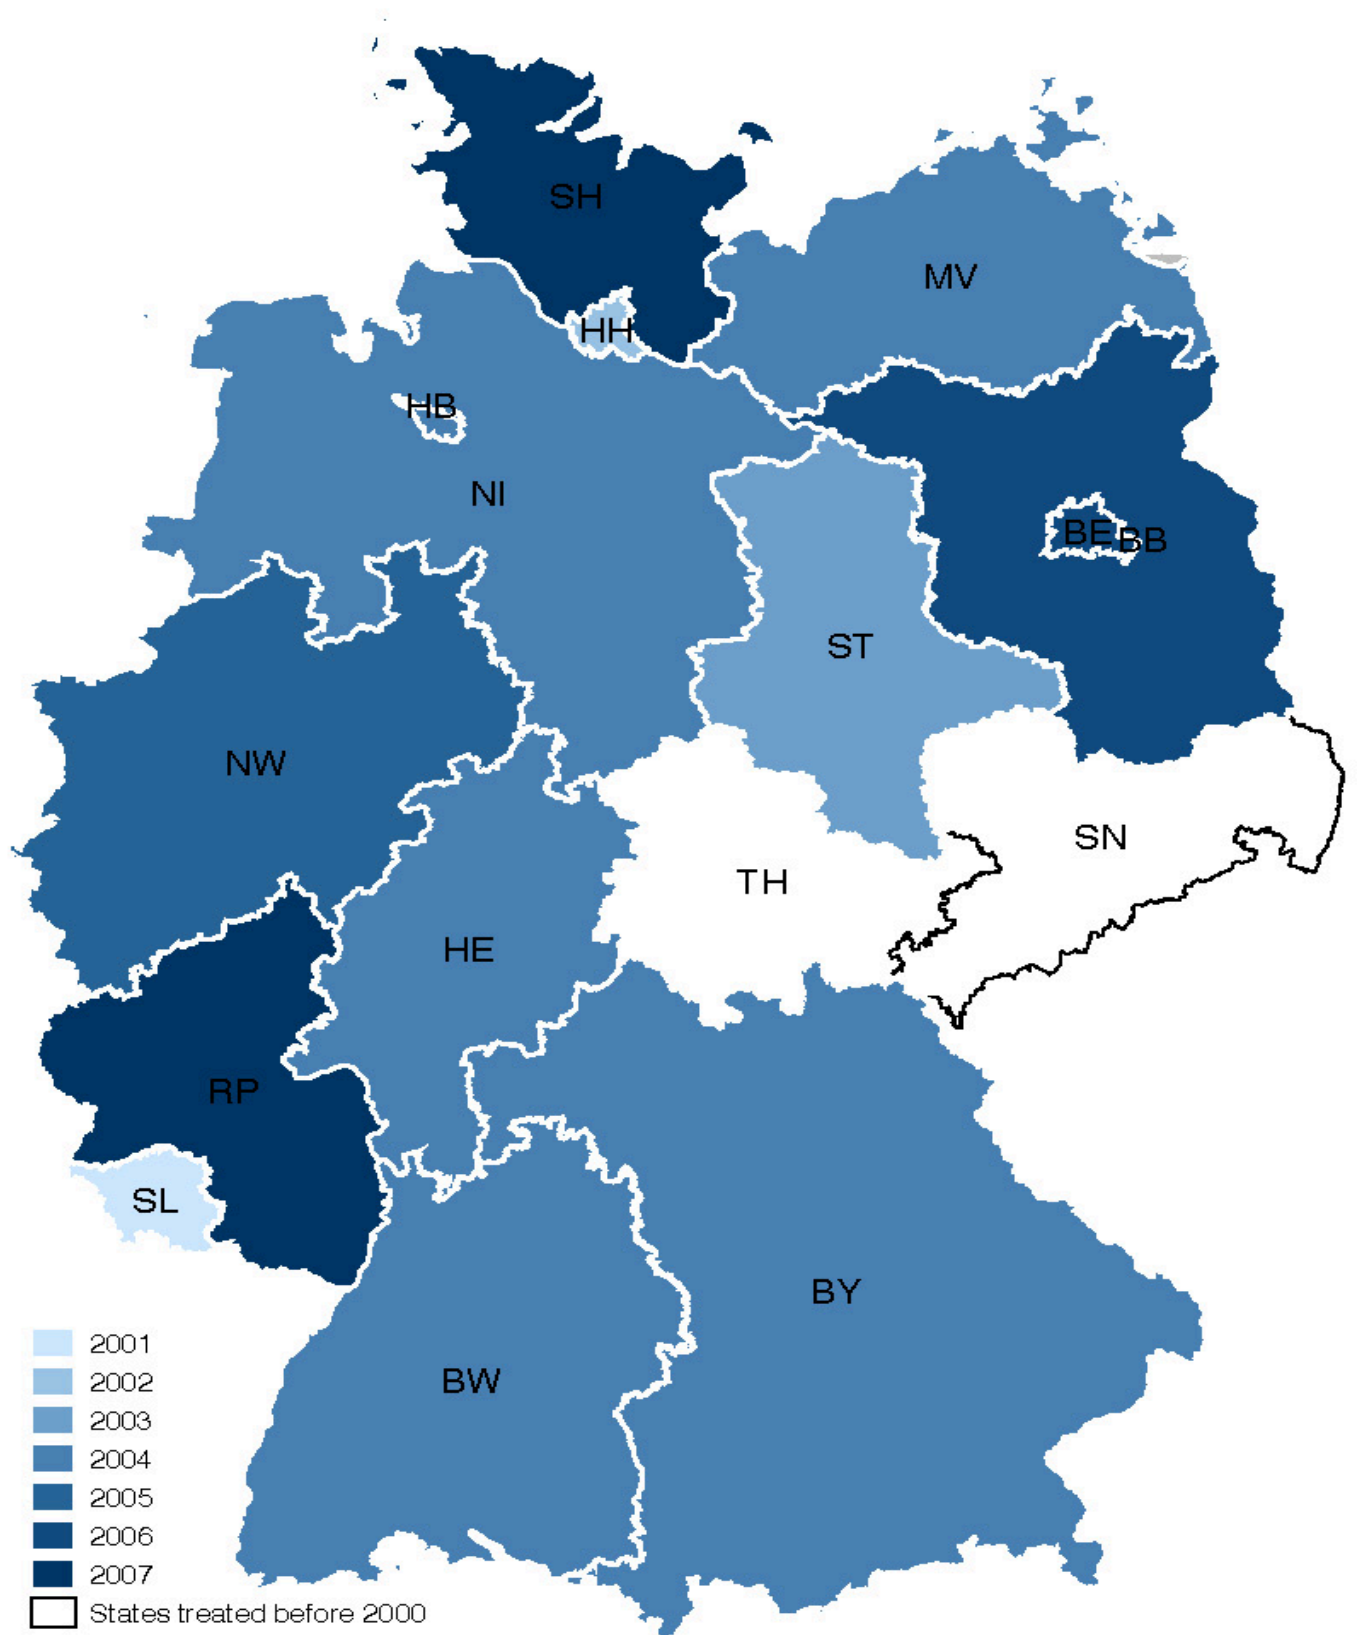 SH
MV
HH
HB
NI
BE
BB
ST
NW
SN
TH
HE
RP
SL
BY
BW
2001
2002
2003
2004
2005
2006
2007
States treated before 2000